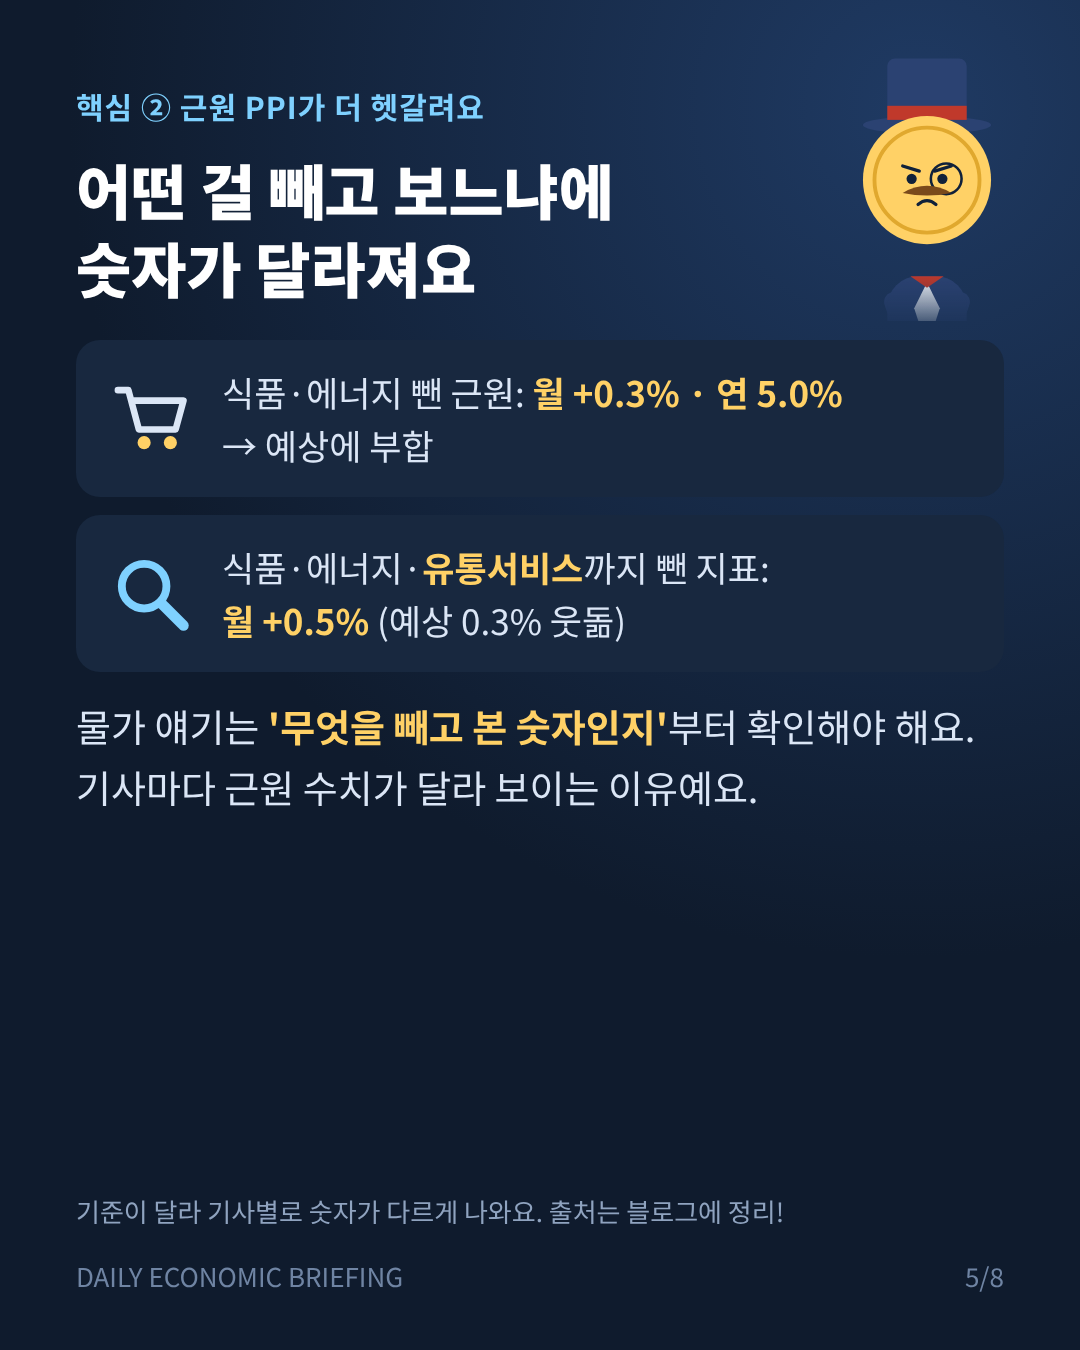 핵심 ② 근원 PPI가 더 헷갈려요
어떤 걸 빼고 보느냐에
숫자가 달라져요
식품·에너지 뺀 근원: 월 +0.3% · 연 5.0%
→ 예상에 부합
식품·에너지·유통서비스까지 뺀 지표:
월 +0.5% (예상 0.3% 웃돎)
물가 얘기는 '무엇을 빼고 본 숫자인지'부터 확인해야 해요.
기사마다 근원 수치가 달라 보이는 이유예요.
기준이 달라 기사별로 숫자가 다르게 나와요. 출처는 블로그에 정리!
DAILY ECONOMIC BRIEFING
5/8